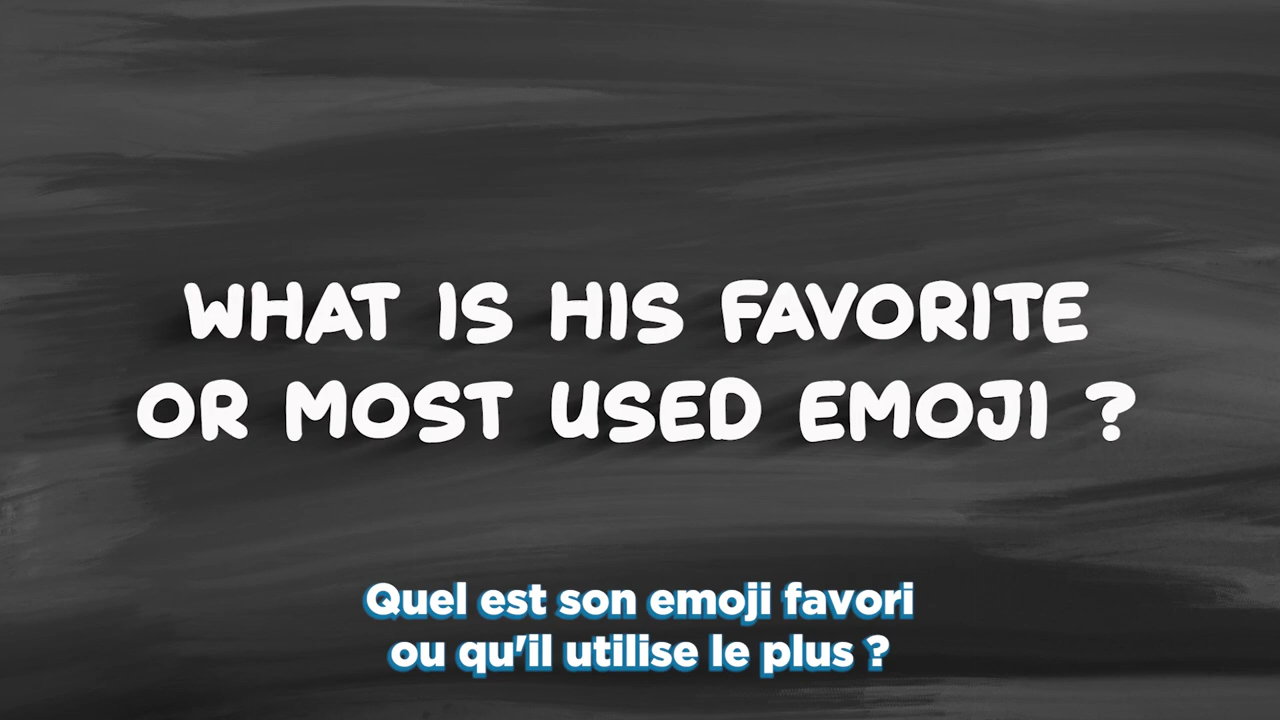 WHAT IS HIS FAVORITE
OR MOST USED EMOJI ?
Quel est son emoji favori
ou qu'il utilise le plus ?